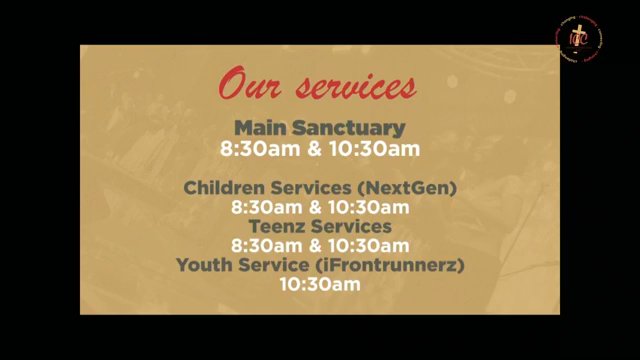 Our services
Main Sanctuary
8:30am & 10:30am
Children Services (NextGen)
8:30am & 10:30am
Teenz Services
8:30am & 10:30am
Youth Service (iFrontrunnerz)
10:30am